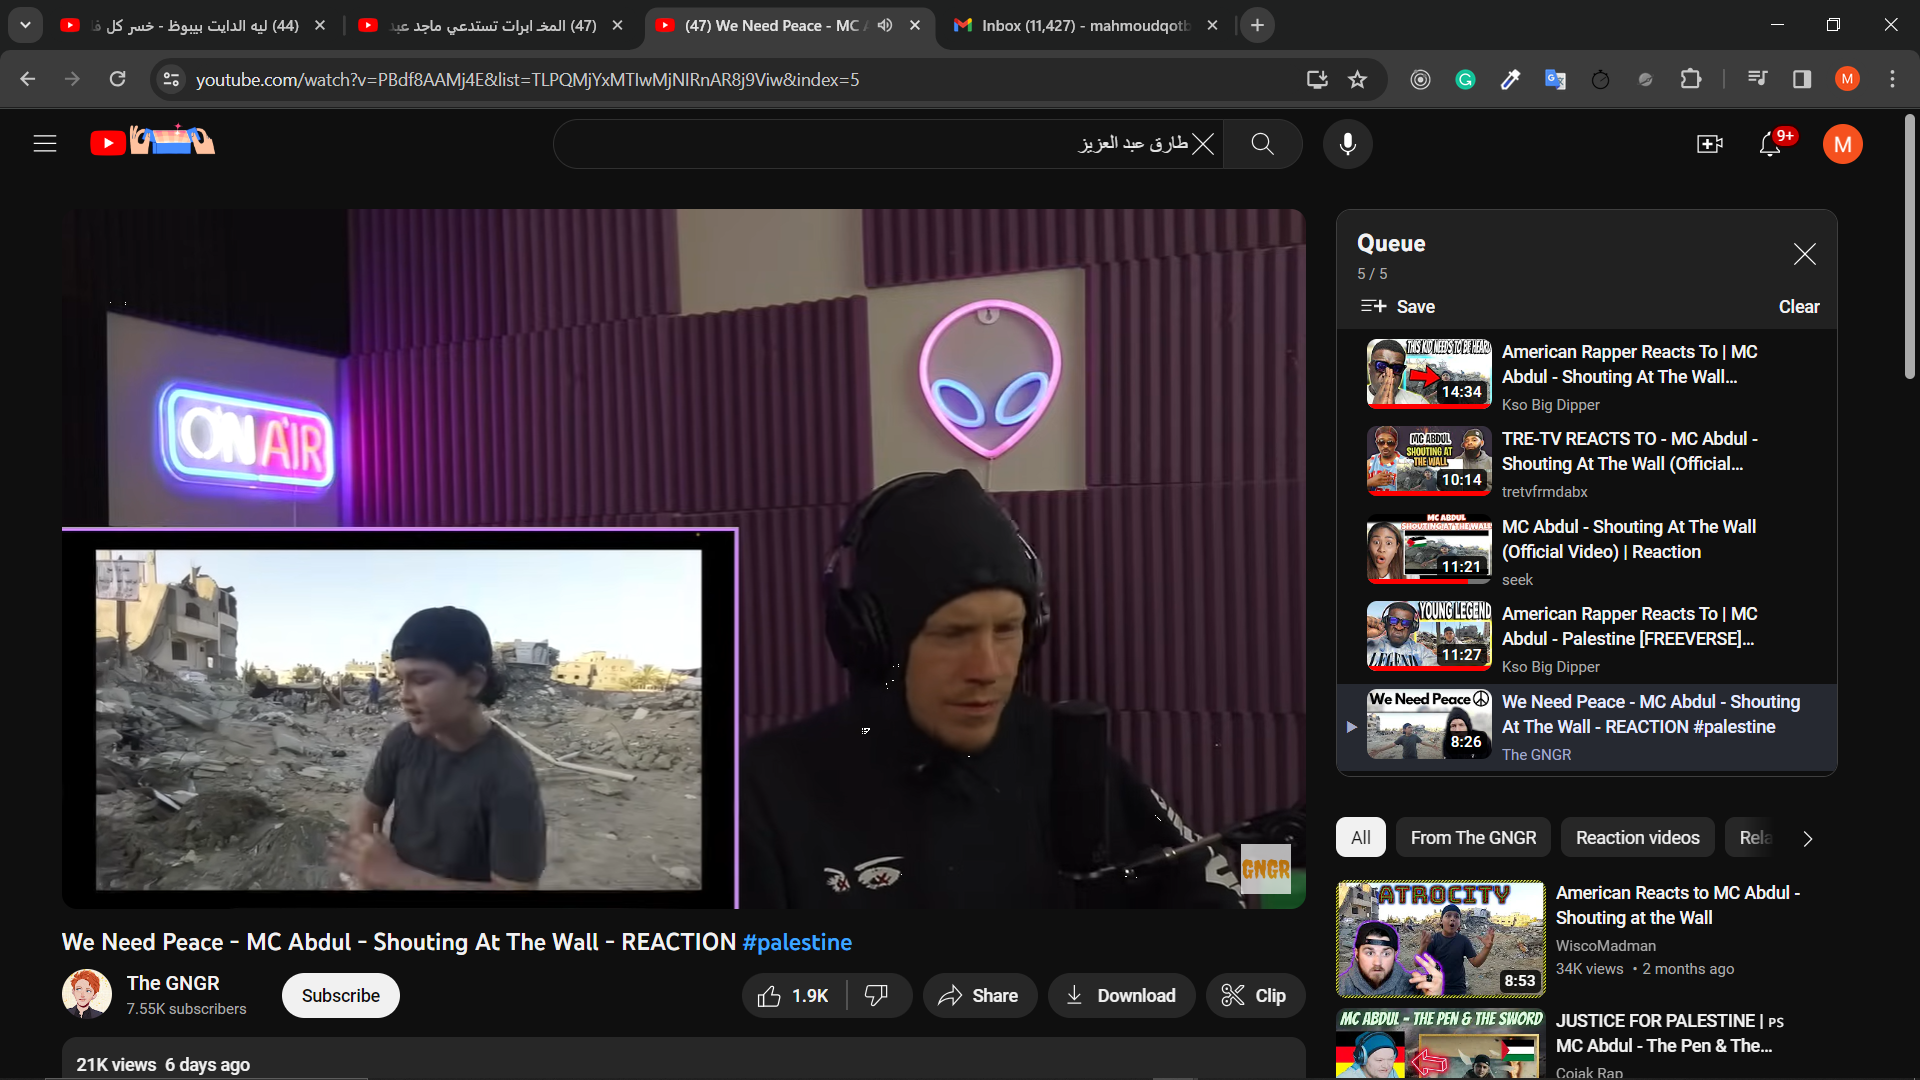 (44) ليه الدايت بيبوظ - خسر كل
(47) المخـ ابرات تستدعي ماجد عبد
(47) We Need Peace - MC
Inbox (11,427) - mahmoudqotb
youtube.com/watch?v=PBdf8AAMj4E&list=TLPQMjYxMTIwMjNIRnAR8j9Viw&index=5
M
طارق عبد العزيز
9+
M
ON AIR
GNGR
Queue
5 / 5
Save
Clear
THIS KID NEEDS TO BE HEARD
14:34
American Rapper Reacts To | MC
Abdul - Shouting At The Wall...
Kso Big Dipper
MC ABDUL
SHOUTING AT
THE WALL
10:14
TRE-TV REACTS TO - MC Abdul -
Shouting At The Wall (Official...
tretvfrmdabx
MC ABDUL
SHOUTING AT THE WALL
11:21
MC Abdul - Shouting At The Wall
(Official Video) | Reaction
seek
YOUNG LEGEND
LEGEND
11:27
American Rapper Reacts To | MC
Abdul - Palestine [FREEVERSE]...
Kso Big Dipper
We Need Peace
8:26
We Need Peace - MC Abdul - Shouting
At The Wall - REACTION #palestine
The GNGR
All
From The GNGR
Reaction videos
Rela
ATROCITY
8:53
American Reacts to MC Abdul -
Shouting at the Wall
WiscoMadman
34K views • 2 months ago
MC ABDUL - THE PEN & THE SWORD
JUSTICE FOR PALESTINE | PS
MC Abdul - The Pen & The...
Cojak Rap
We Need Peace - MC Abdul - Shouting At The Wall - REACTION #palestine
The GNGR
7.55K subscribers
Subscribe
1.9K
Share
Download
Clip
21K views 6 days ago